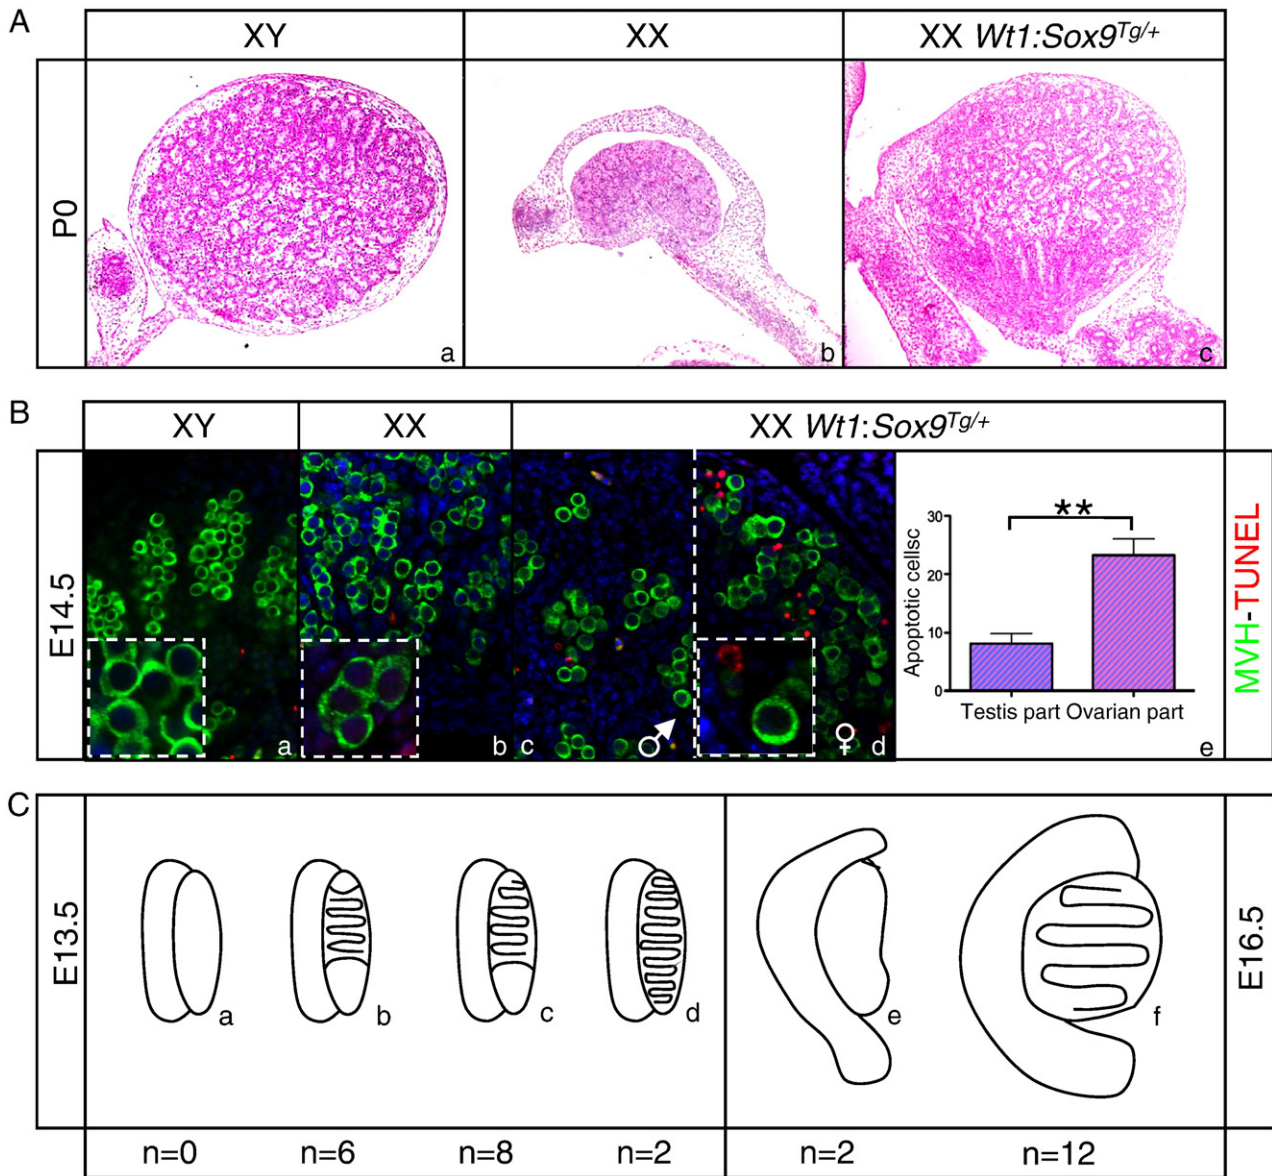 A
XY
XX
XX Wt1:Sox9Tg/+
P0
a
b
c
B
XY
XX
XX Wt1:Sox9Tg/+
E14.5
a
b
c
♂
♀
d
Apoptotic cellsc
30
20
10
0
**
Testis part Ovarian part
e
MVH-TUNEL
C
E13.5
a
b
c
d
e
f
E16.5
n=0
n=6
n=8
n=2
n=2
n=12